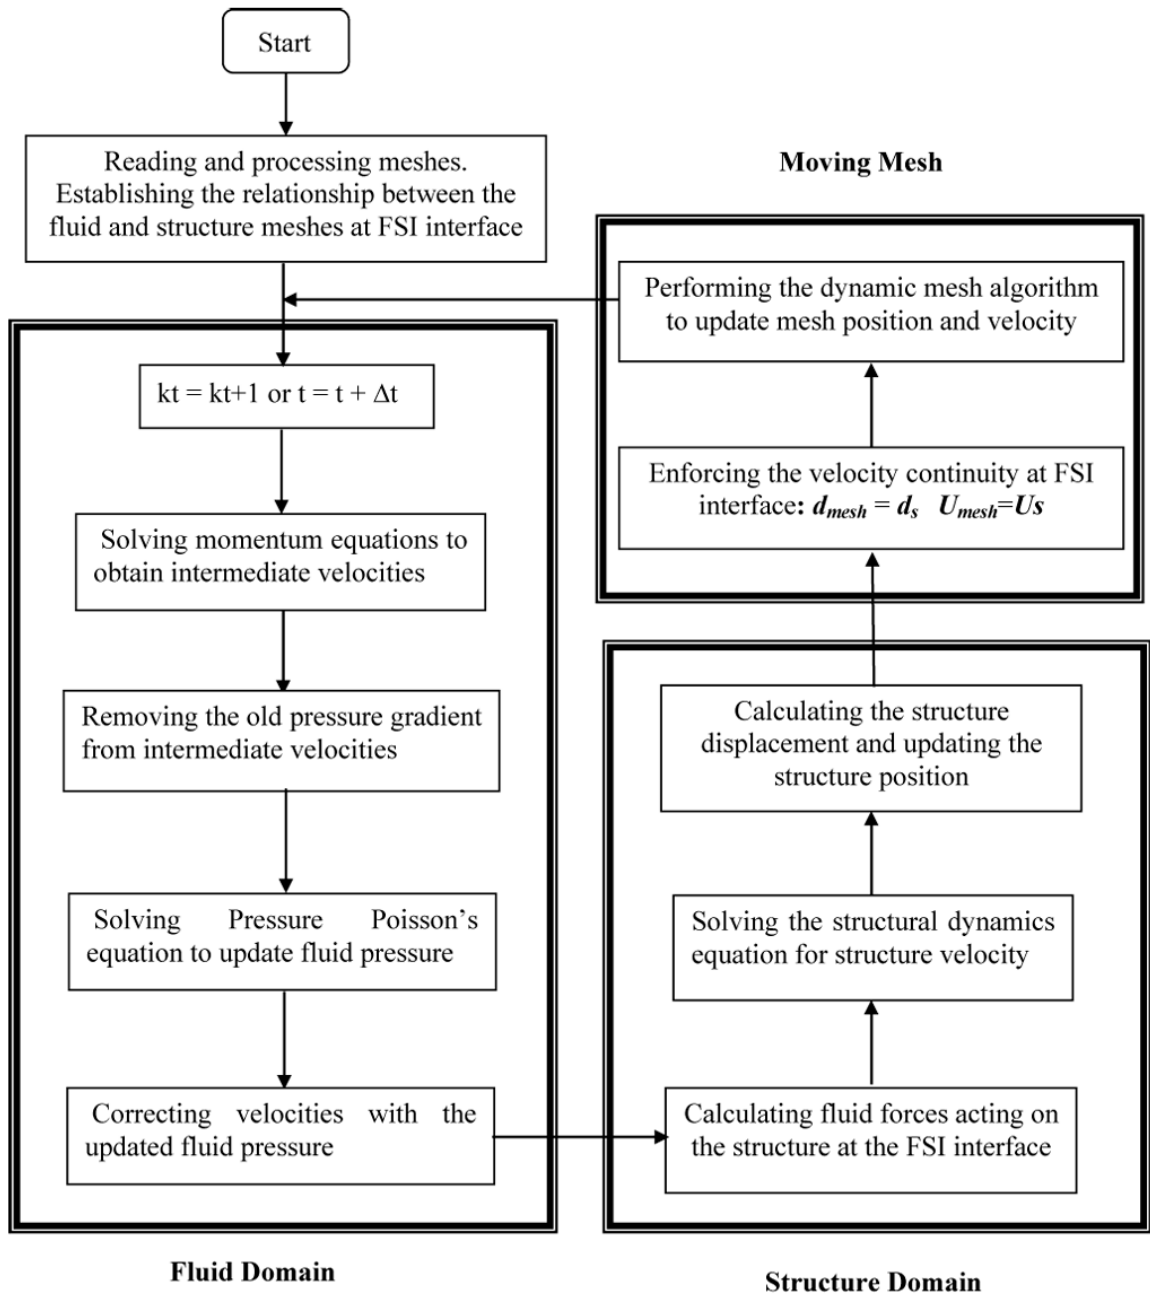 Start
Reading and processing meshes.
Establishing the relationship between the
fluid and structure meshes at FSI interface
kt = kt+1 or t = t + Δt
Solving momentum equations to
obtain intermediate velocities
Removing the old pressure gradient
from intermediate velocities
Solving Pressure Poisson’s
equation to update fluid pressure
Correcting velocities with the
updated fluid pressure
Fluid Domain
Moving Mesh
Performing the dynamic mesh algorithm
to update mesh position and velocity
Enforcing the velocity continuity at FSI
interface: d_mesh = d_s U_mesh=Us
Calculating the structure
displacement and updating the
structure position
Solving the structural dynamics
equation for structure velocity
Calculating fluid forces acting on
the structure at the FSI interface
Structure Domain